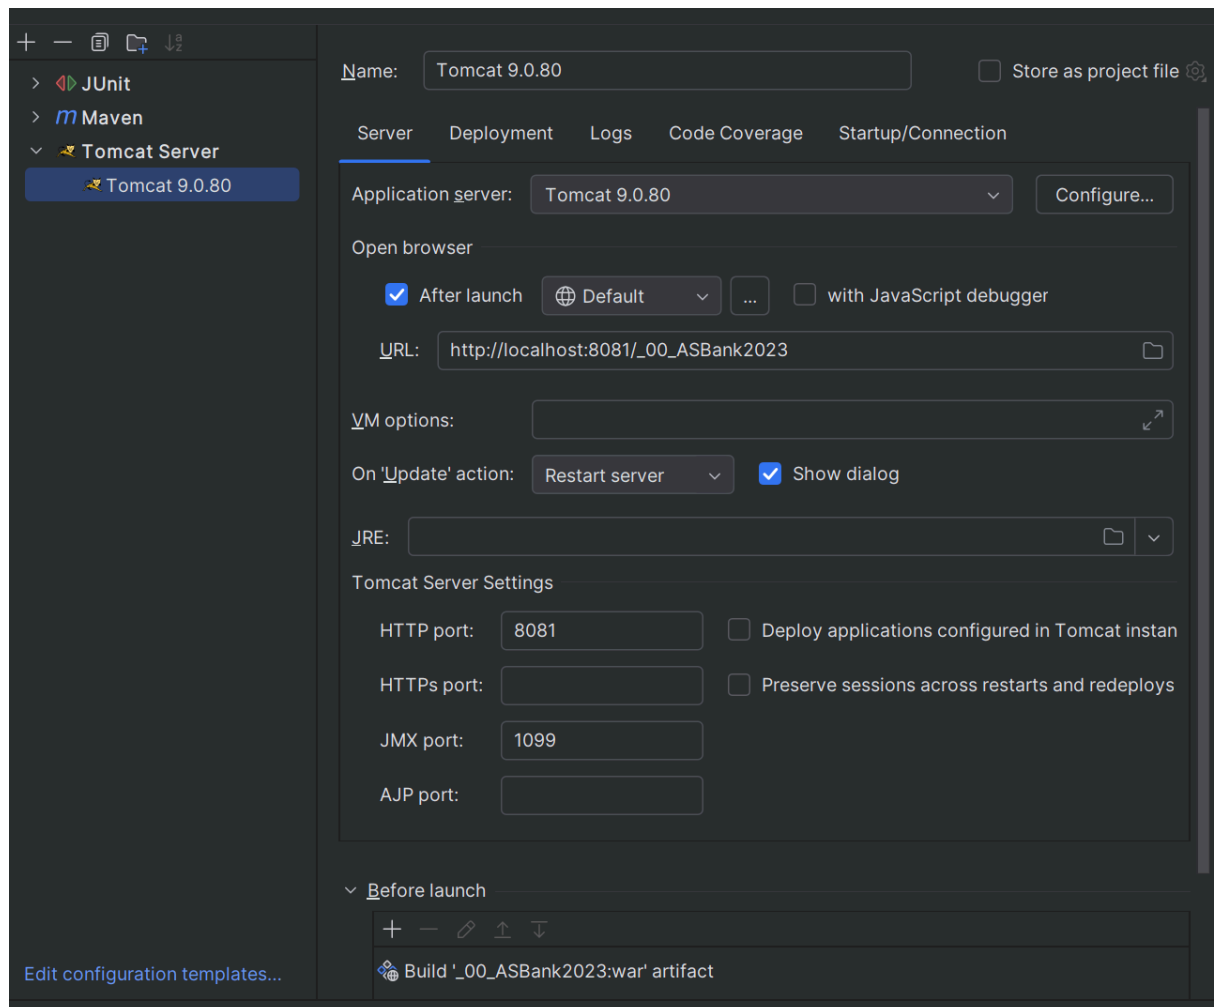 Name: Tomcat 9.0.80 Store as project file
JUnit
Maven
Tomcat Server
Tomcat 9.0.80
Server Deployment Logs Code Coverage Startup/Connection
Application server: Tomcat 9.0.80 Configure...
Open browser
After launch Default ... with JavaScript debugger
URL: http://localhost:8081/_00_ASBank2023
VM options:
On 'Update' action: Restart server Show dialog
JRE:
Tomcat Server Settings
HTTP port: 8081 Deploy applications configured in Tomcat instan
HTTPs port: Preserve sessions across restarts and redeploys
JMX port: 1099
AJP port:
Before launch
Build '_00_ASBank2023:war' artifact
Edit configuration templates...